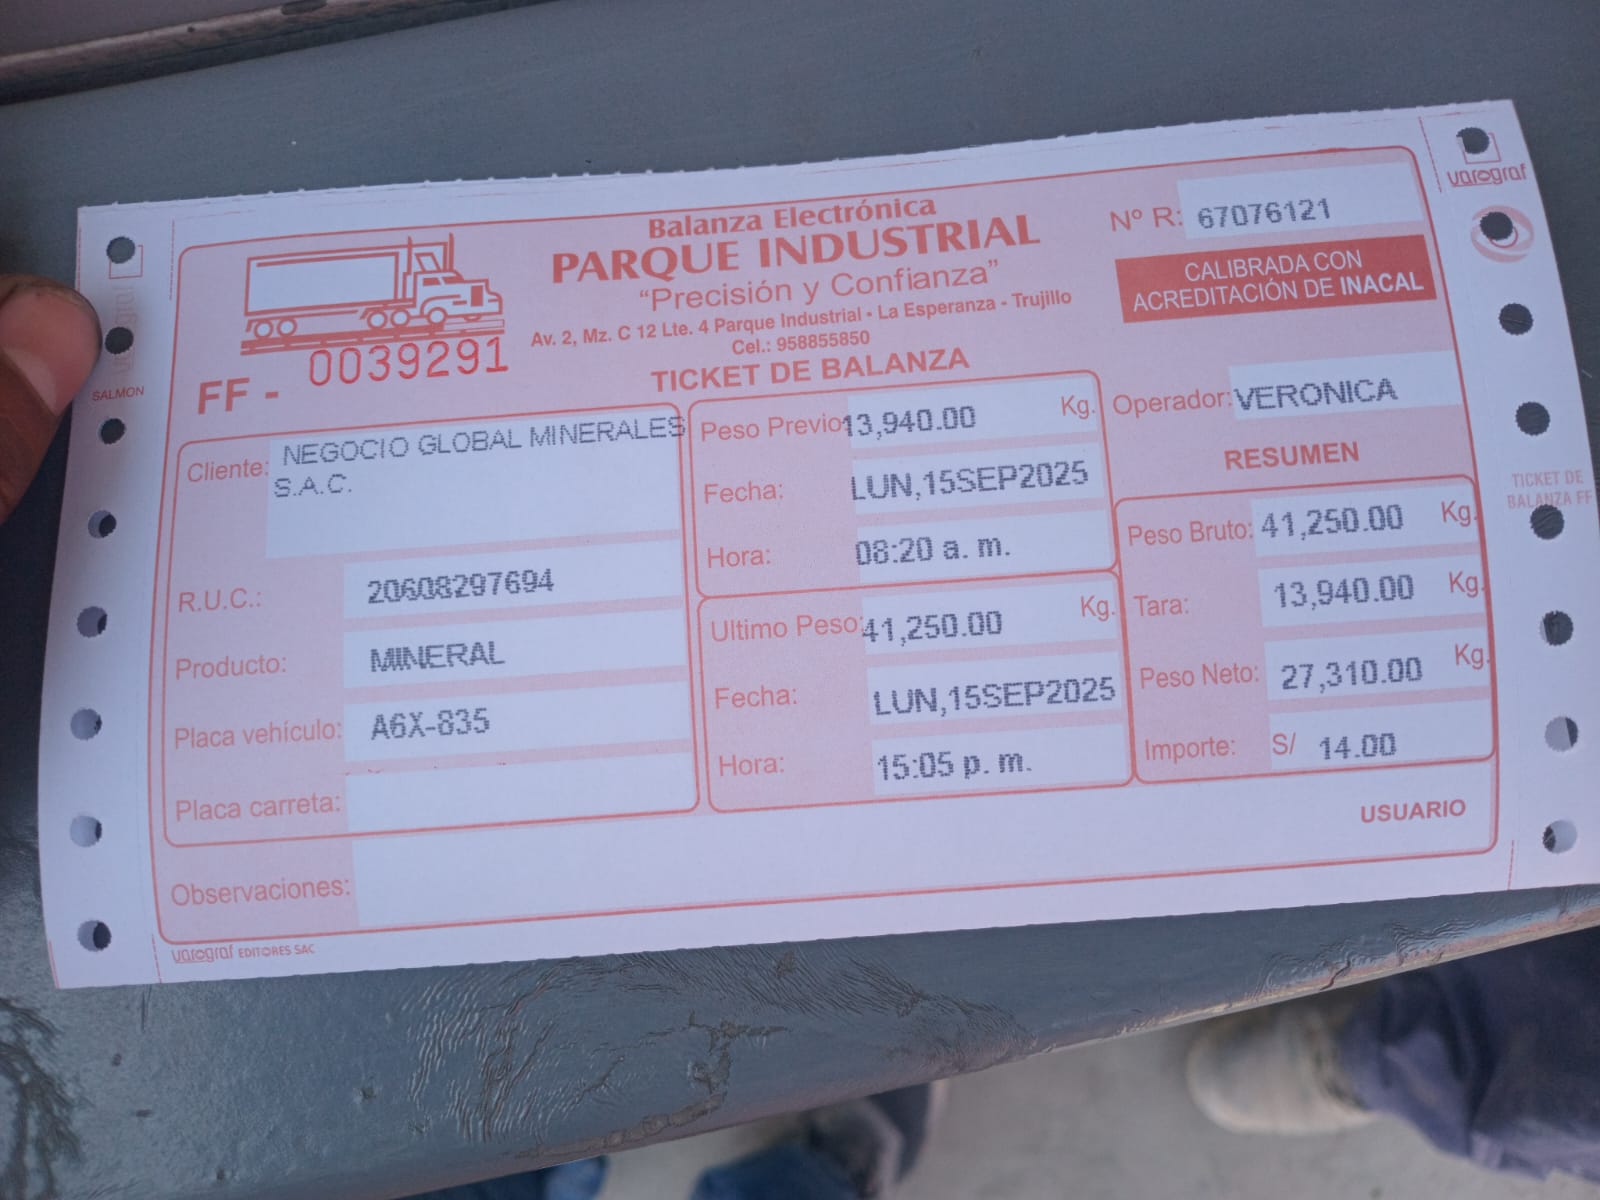 Balanza Electrónica
PARQUE INDUSTRIAL
“Precisión y Confianza”
Av. 2, Mz. C 12 Lte. 4 Parque Industrial • La Esperanza - Trujillo
Cel.: 958855850
TICKET DE BALANZA
Nº R: 67076121
CALIBRADA CON
ACREDITACIÓN DE INACAL
FF - 0039291
Cliente: NEGOCIO GLOBAL MINERALES
S.A.C.
R.U.C.: 20608297694
Producto: MINERAL
Placa vehículo: A6X-835
Placa carreta:
Observaciones:
Peso Previo 13,940.00 Kg.
Fecha: LUN,15SEP2025
Hora: 08:20 a. m.
Ultimo Peso: 41,250.00 Kg.
Fecha: LUN,15SEP2025
Hora: 15:05 p. m.
Operador: VERONICA
RESUMEN
Peso Bruto: 41,250.00 Kg.
Tara: 13,940.00 Kg.
Peso Neto: 27,310.00 Kg.
Importe: S/ 14.00
USUARIO
varograf EDITORES SAC
SALMON
varograf
TICKET DE
BALANZA FF